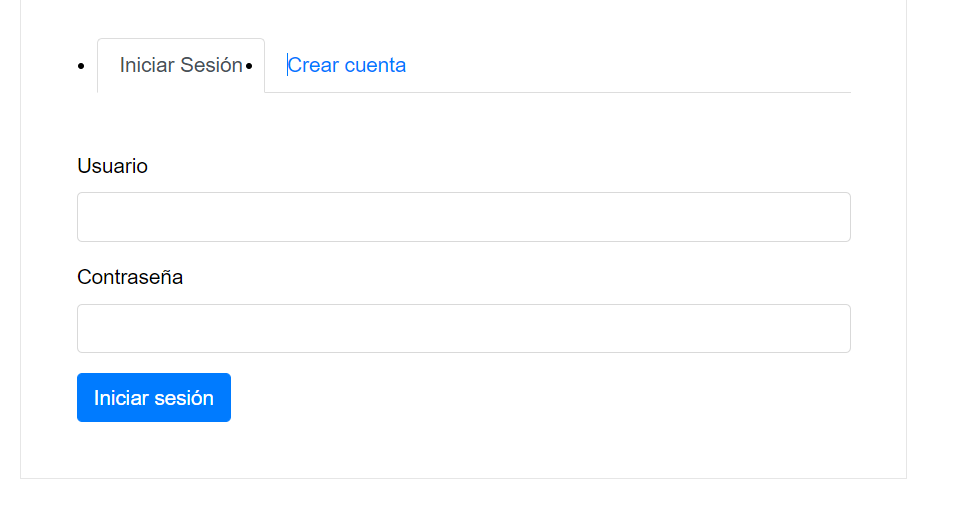 • Iniciar Sesión • Crear cuenta
Usuario
Contraseña
Iniciar sesión